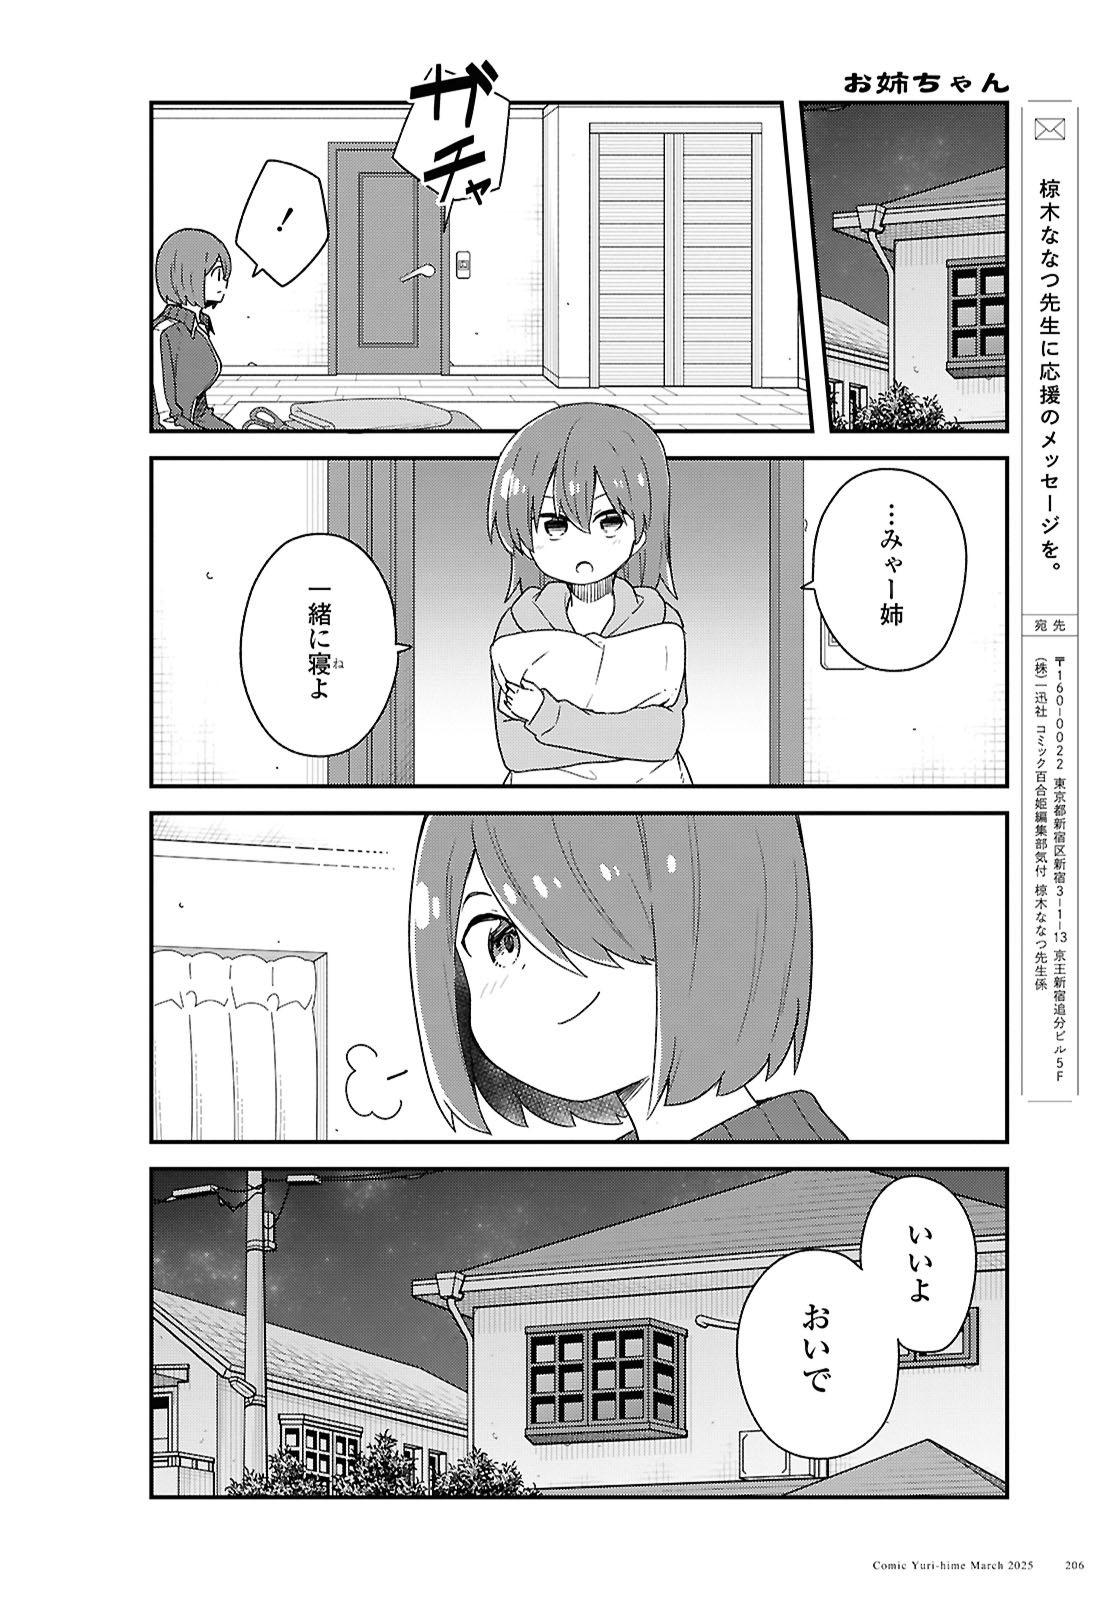 お姉ちゃん
ガチャ
！
…みゃー姉
一緒に寝よ
ね
いいよ
おいで
椋木ななつ先生に応援のメッセージを。
宛先
〒160-0022 東京都新宿区新宿3-1-13 京王新宿追分ビル5F
(株)一迅社 コミック百合姫編集部気付 椋木ななつ先生係
Comic Yuri-hime March 2025 206